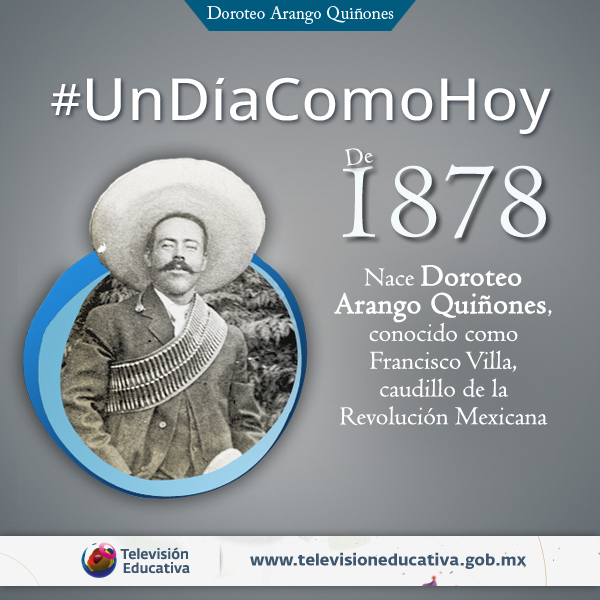 Doroteo Arango Quiñones
#UnDíaComoHoy
De
1878
Nace Doroteo
Arango Quiñones,
conocido como
Francisco Villa,
caudillo de la
Revolución Mexicana
Televisión
Educativa
www.televisioneducativa.gob.mx